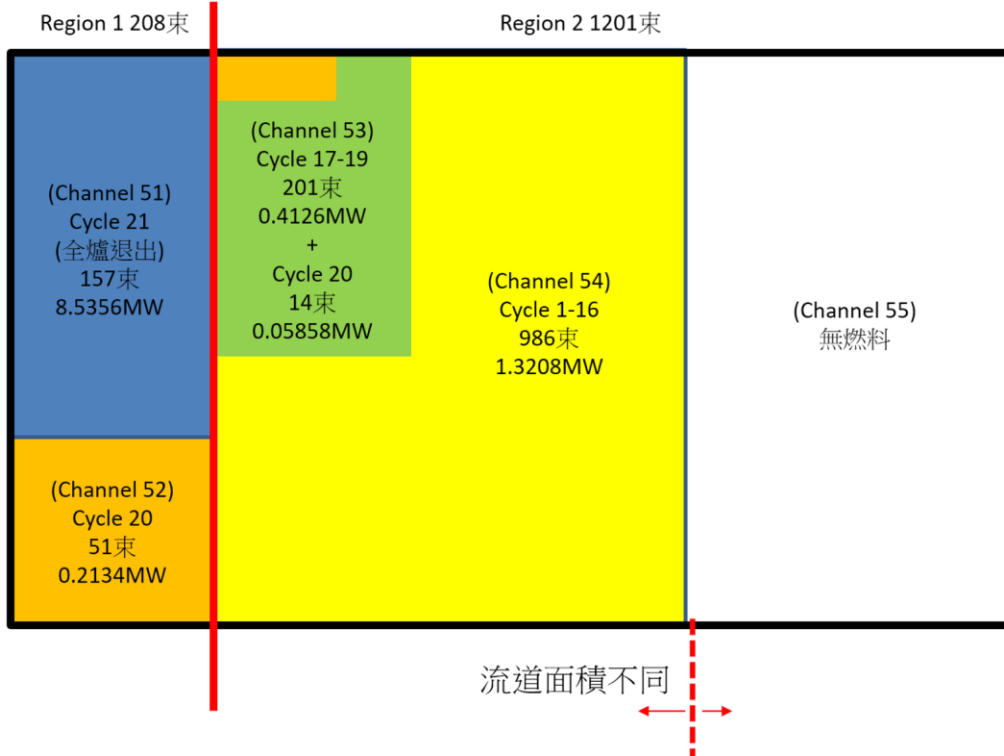 Region 1 208束
Region 2 1201束
(Channel 51)
Cycle 21
(全爐退出)
157束
8.5356MW
(Channel 52)
Cycle 20
51束
0.2134MW
(Channel 53)
Cycle 17-19
201束
0.4126MW
+
Cycle 20
14束
0.05858MW
(Channel 54)
Cycle 1-16
986束
1.3208MW
(Channel 55)
無燃料
流道面積不同